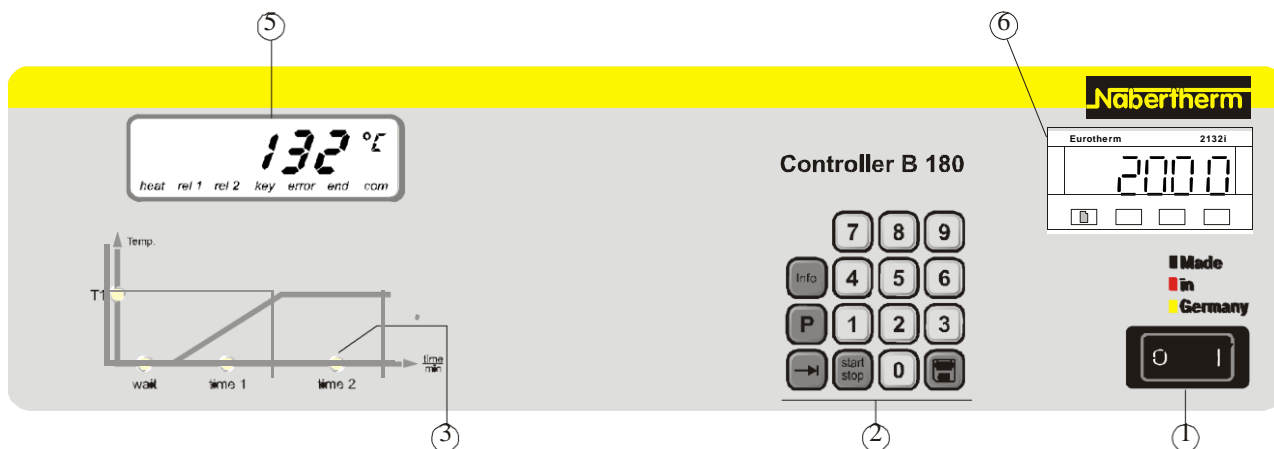 5
6
Nabertherm
Eurotherm 2132i
2000
132 °C
heat rel 1 rel 2 key error end com
Controller B 180
7 8 9
Info 4 5 6
P 1 2 3
start
stop
0
Temp.
T1
time
min
wait time 1 time 2
Made
in
Germany
0 1
3
2
1